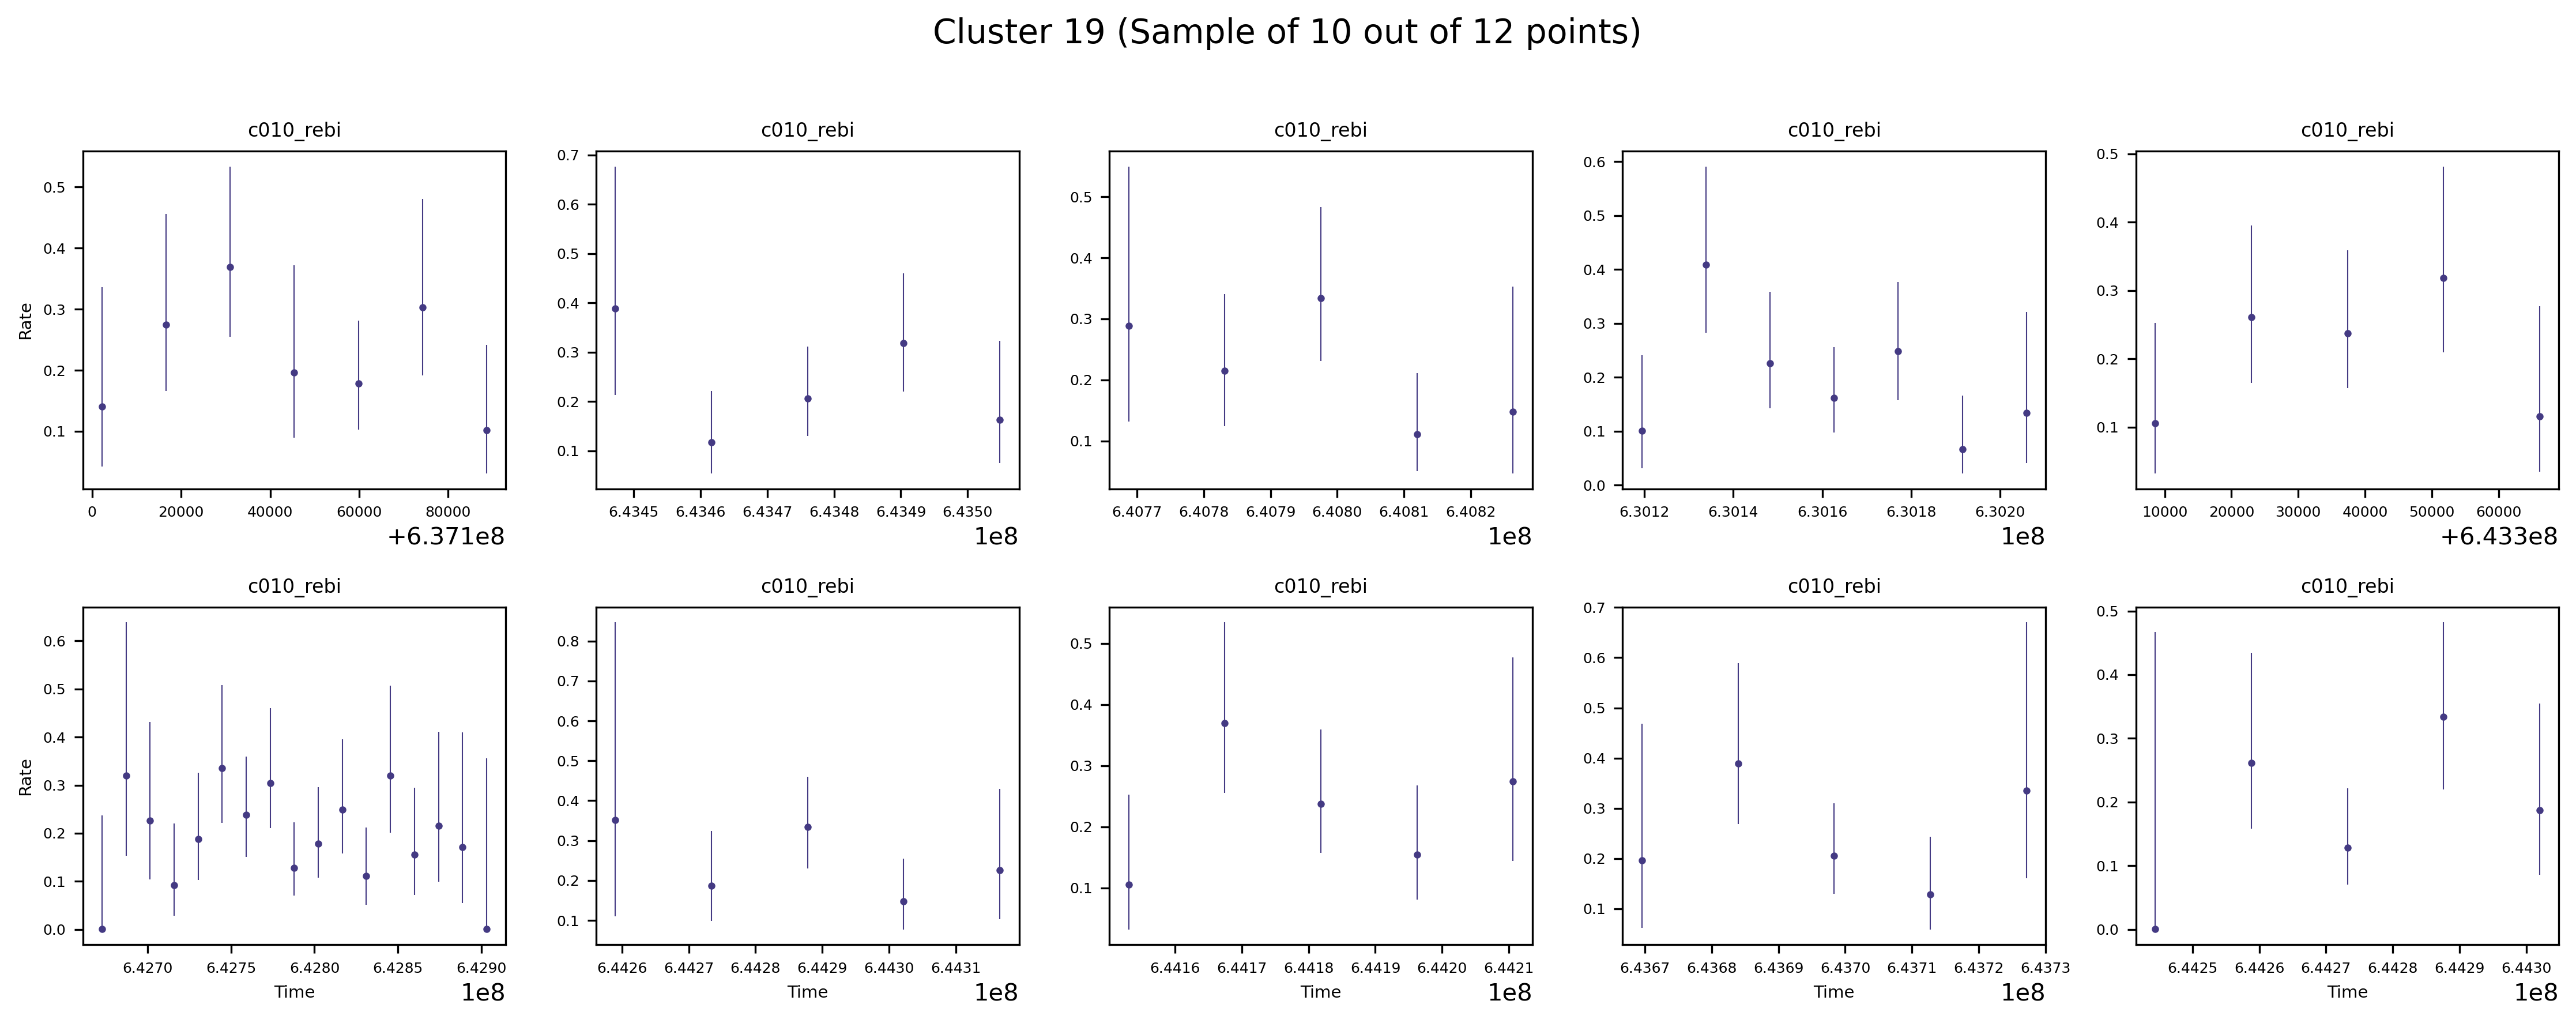 Cluster 19 (Sample of 10 out of 12 points)
c010_rebi c010_rebi c010_rebi c010_rebi c010_rebi
Rate
0.5 0.4 0.3 0.2 0.1
0 20000 40000 60000 80000
+6.371e8
0.7 0.6 0.5 0.4 0.3 0.2 0.1
6.4345 6.4346 6.4347 6.4348 6.4349 6.4350
1e8
0.5 0.4 0.3 0.2 0.1
6.4077 6.4078 6.4079 6.4080 6.4081 6.4082
1e8
0.6 0.5 0.4 0.3 0.2 0.1 0.0
6.3012 6.3014 6.3016 6.3018 6.3020
1e8
0.5 0.4 0.3 0.2 0.1
10000 20000 30000 40000 50000 60000
+6.433e8
c010_rebi c010_rebi c010_rebi c010_rebi c010_rebi
Rate
0.6 0.5 0.4 0.3 0.2 0.1 0.0
6.4270 6.4275 6.4280 6.4285 6.4290
Time 1e8
0.8 0.7 0.6 0.5 0.4 0.3 0.2 0.1
6.4426 6.4427 6.4428 6.4429 6.4430 6.4431
Time 1e8
0.5 0.4 0.3 0.2 0.1
6.4416 6.4417 6.4418 6.4419 6.4420 6.4421
Time 1e8
0.7 0.6 0.5 0.4 0.3 0.2 0.1
6.4367 6.4368 6.4369 6.4370 6.4371 6.4372 6.4373
Time 1e8
0.5 0.4 0.3 0.2 0.1 0.0
6.4425 6.4426 6.4427 6.4428 6.4429 6.4430
Time 1e8